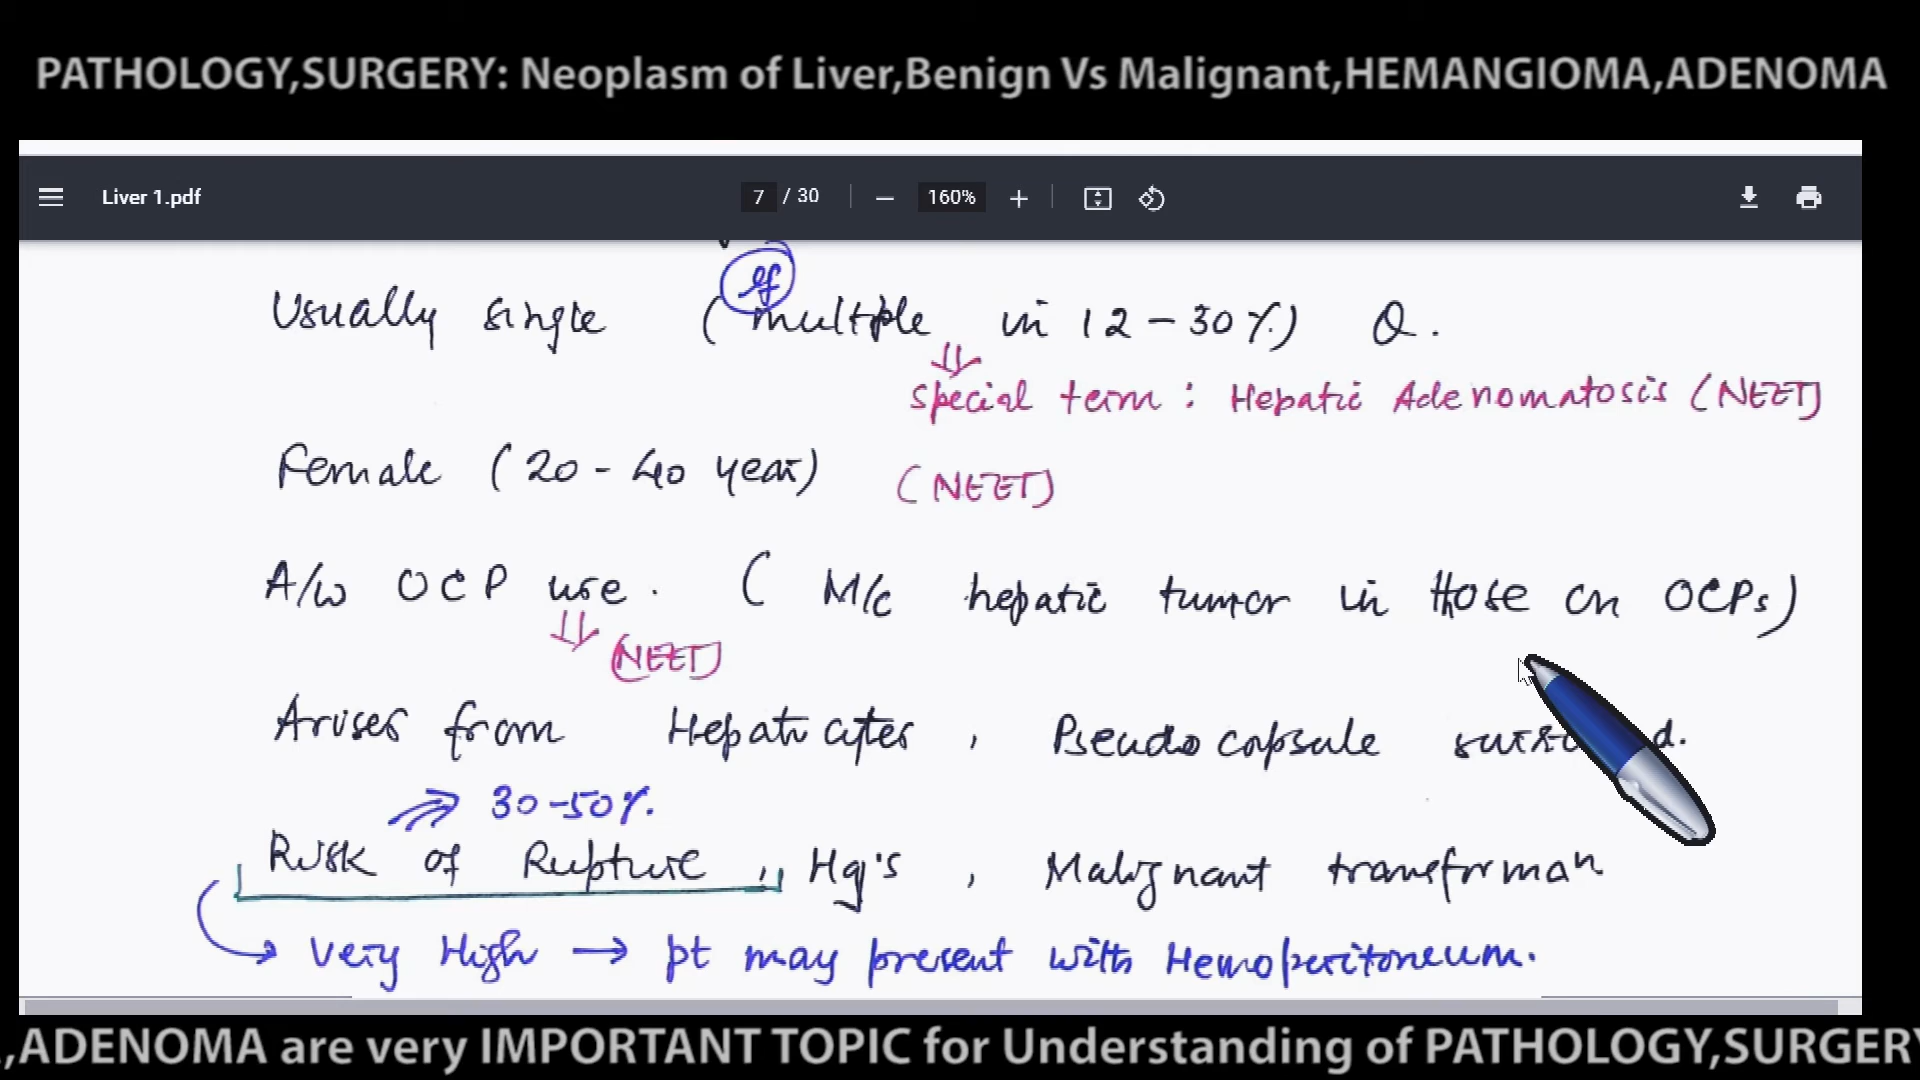 PATHOLOGY,SURGERY: Neoplasm of Liver,Benign Vs Malignant,HEMANGIOMA,ADENOMA
Liver 1.pdf 7 / 30 160%
If
Usually single (multiple in 12-30%) Q.
Special term: Hepatic Adenomatosis (NEET)
Female (20-40 year) (NEET)
A/w OCP use. (M/c hepatic tumor in those on OCPs)
(NEET)
Arises from Hepatocytes, Pseudocapsule
30-50%.
Risk of Rupture, Hg's, Malignant transforman
Very High → pt may present with Hemoperitoneum.
,ADENOMA are very IMPORTANT TOPIC for Understanding of PATHOLOGY,SURGERY